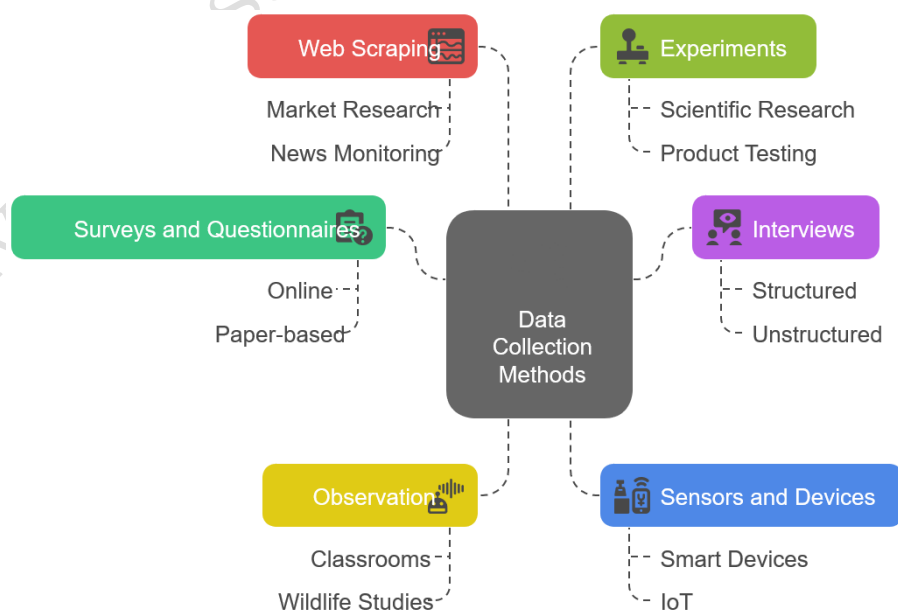 Web Scraping
Market Research
News Monitoring
Experiments
Scientific Research
Product Testing
Surveys and Questionnaires
Online
Paper-based
Interviews
Structured
Unstructured
Data
Collection
Methods
Observation
Classrooms
Wildlife Studies
Sensors and Devices
Smart Devices
IoT